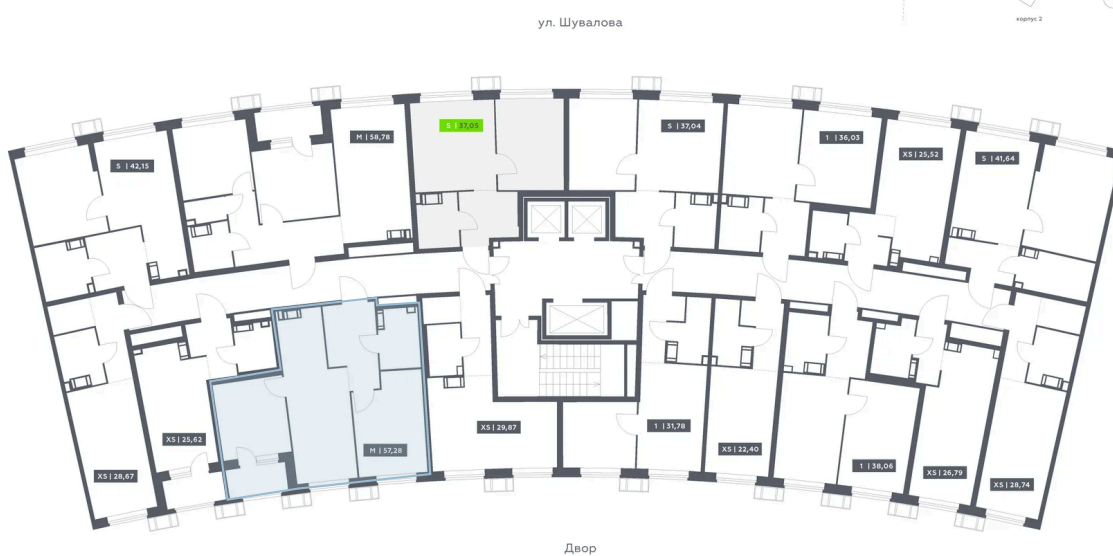 корпус 2
ул. Шувалова
S | 42,15
M | 58,78
S | 37,05
S | 37,04
1 | 36,03
XS | 25,52
S | 41,64
XS | 28,67
XS | 25,62
M | 57,28
XS | 29,87
1 | 31,78
XS | 22,40
1 | 38,06
XS | 26,79
XS | 28,74
Двор